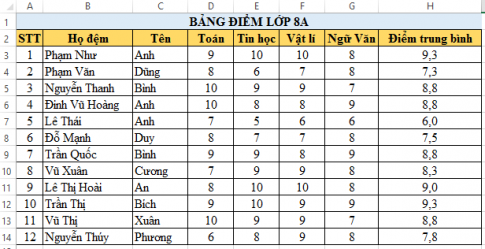 A B C D E F G H
1 BẢNG ĐIỂM LỚP 8A
2 STT Họ đệm Tên Toán Tin học Vật lí Ngữ Văn Điểm trung bình
3 1 Phạm Như Anh 9 10 10 8 9,3
4 2 Phạm Văn Dũng 8 6 7 8 7,3
5 3 Nguyễn Thanh Bình 10 9 9 7 8,8
6 4 Đinh Vũ Hoàng Anh 10 8 8 9 8,8
7 5 Lê Thái Anh 7 5 6 6 6,0
8 6 Đỗ Mạnh Duy 8 7 7 8 7,5
9 7 Trần Quốc Bình 9 9 8 9 8,8
10 8 Vũ Xuân Cương 7 9 9 8 8,3
11 9 Lê Thị Hoài An 8 10 10 8 9,0
12 10 Trần Thị Bích 9 10 9 9 9,3
13 11 Vũ Thị Xuân 10 9 9 7 8,8
14 12 Nguyễn Thúy Phương 6 8 9 8 7,8